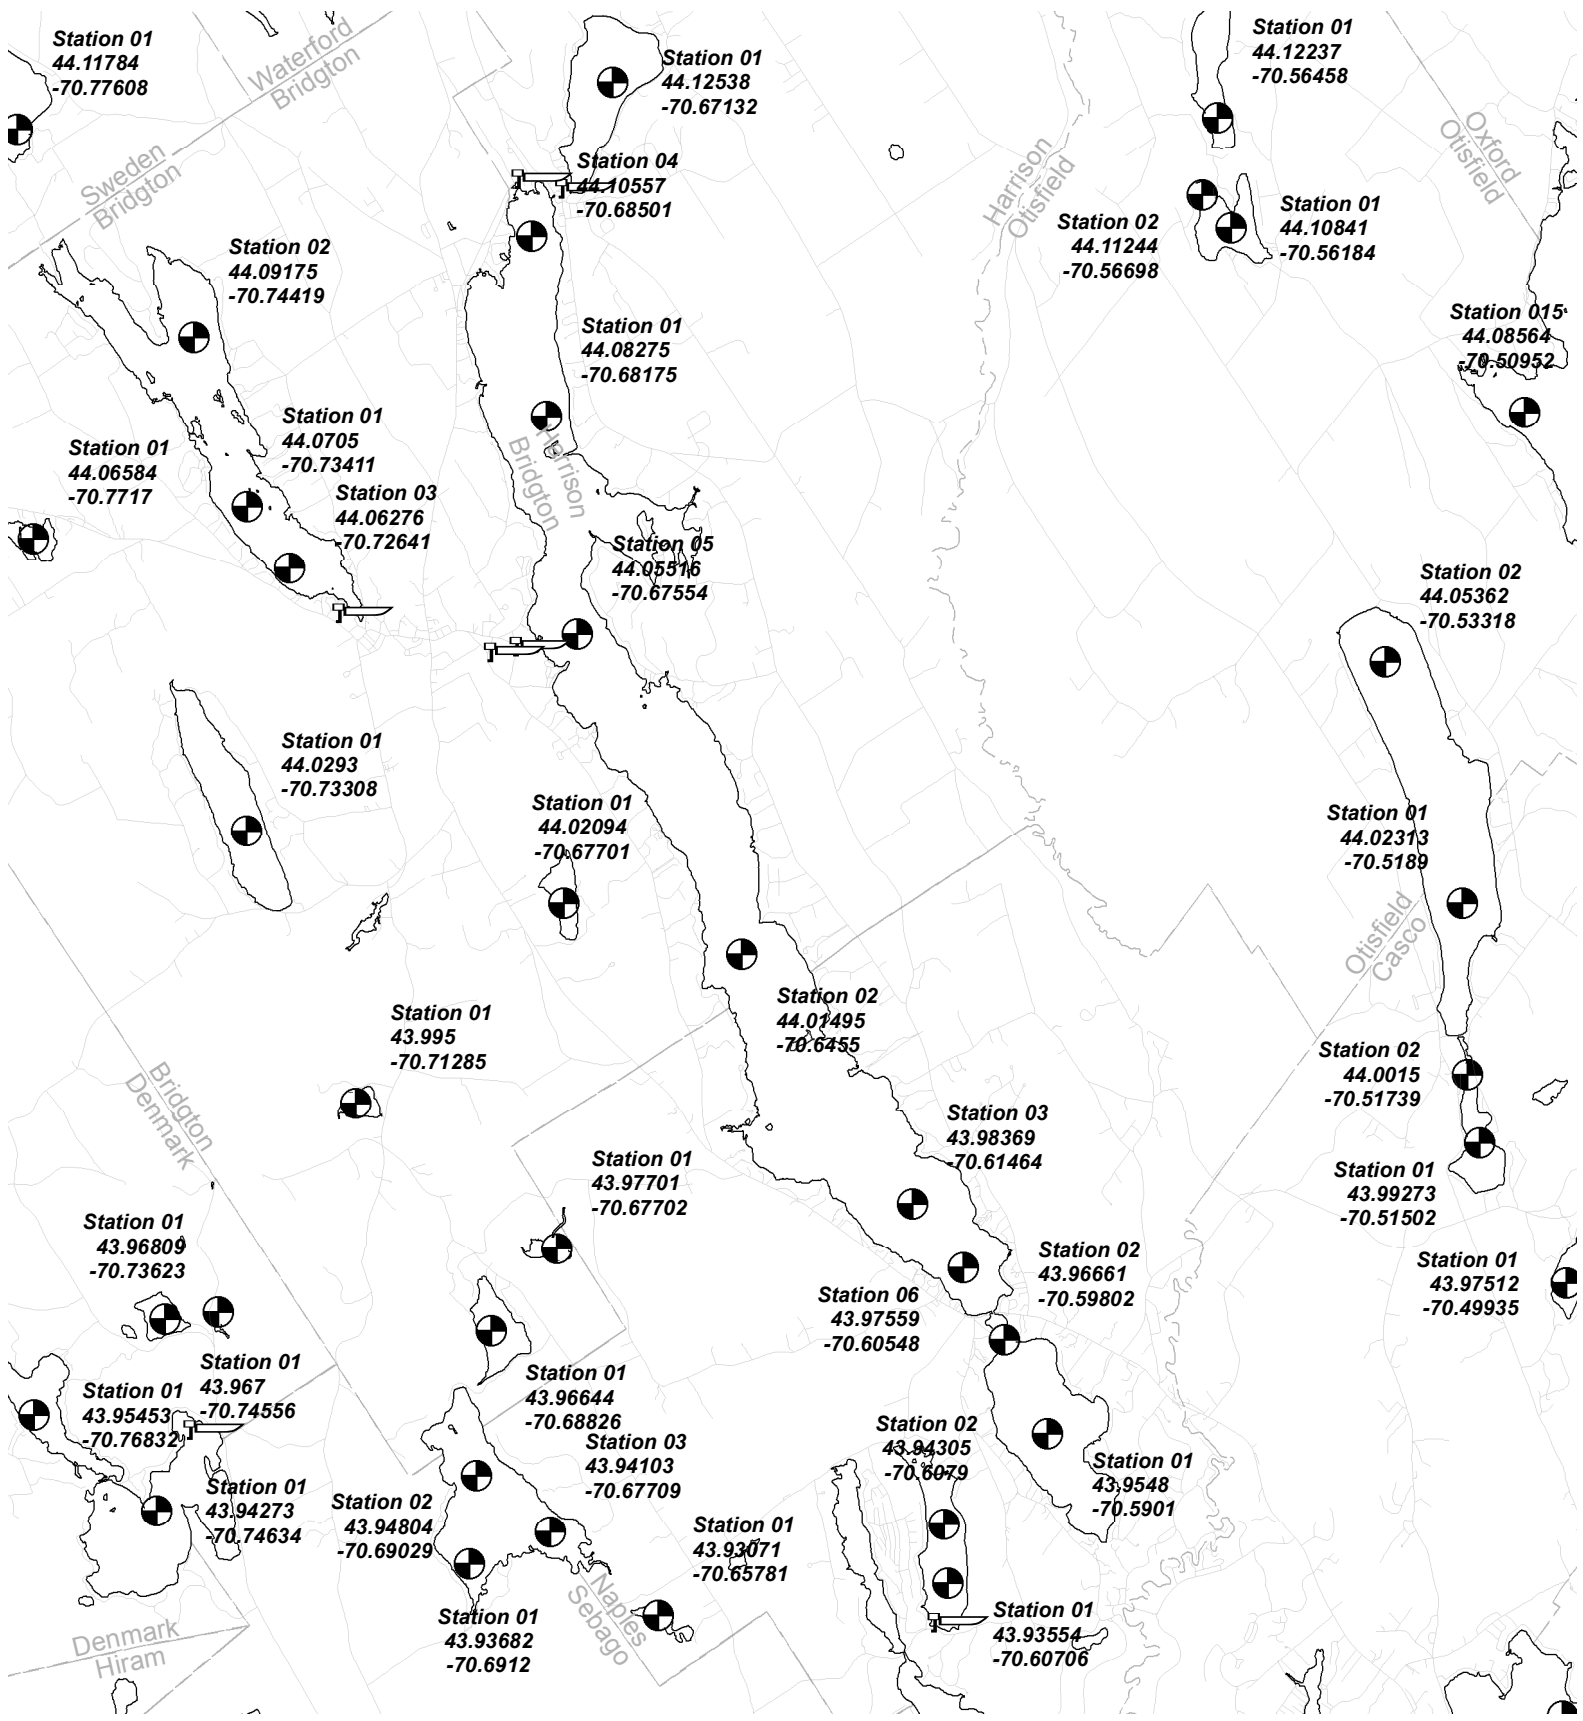 Station 01
44.11784
-70.77608
Waterford
Bridgton
Station 01
44.12538
-70.67132
Station 01
44.12237
-70.56458
Sweden
Bridgton
Station 04
44.10557
-70.68501
Harrison
Otisfield
Oxford
Otisfield
Station 02
44.11244
-70.56698
Station 01
44.10841
-70.56184
Station 02
44.09175
-70.74419
Station 01
44.08275
-70.68175
Station 015
44.08564
-70.50952
Station 01
44.0705
-70.73411
Station 01
44.06584
-70.7717
Harrison
Bridgton
Station 03
44.06276
-70.72641
Station 05
44.05516
-70.67554
Station 02
44.05362
-70.53318
Station 01
44.0293
-70.73308
Station 01
44.02094
-70.67701
Station 01
44.02313
-70.5189
Otisfield
Casco
Station 02
44.01495
-70.6455
Station 01
43.995
-70.71285
Station 02
44.0015
-70.51739
Bridgton
Denmark
Station 03
43.98369
-70.61464
Station 01
43.97701
-70.67702
Station 01
43.99273
-70.51502
Station 01
43.96809
-70.73623
Station 02
43.96661
-70.59802
Station 01
43.97512
-70.49935
Station 06
43.97559
-70.60548
Station 01
43.967
-70.74556
Station 01
43.95453
-70.76832
Station 01
43.96644
-70.68826
Station 02
43.94305
-70.6079
Station 03
43.94103
-70.67709
Station 01
43.9548
-70.5901
Station 01
43.94273
-70.74634
Station 02
43.94804
-70.69029
Station 01
43.93071
-70.65781
Naples
Sebago
Station 01
43.93682
-70.6912
Station 01
43.93554
-70.60706
Denmark
Hiram